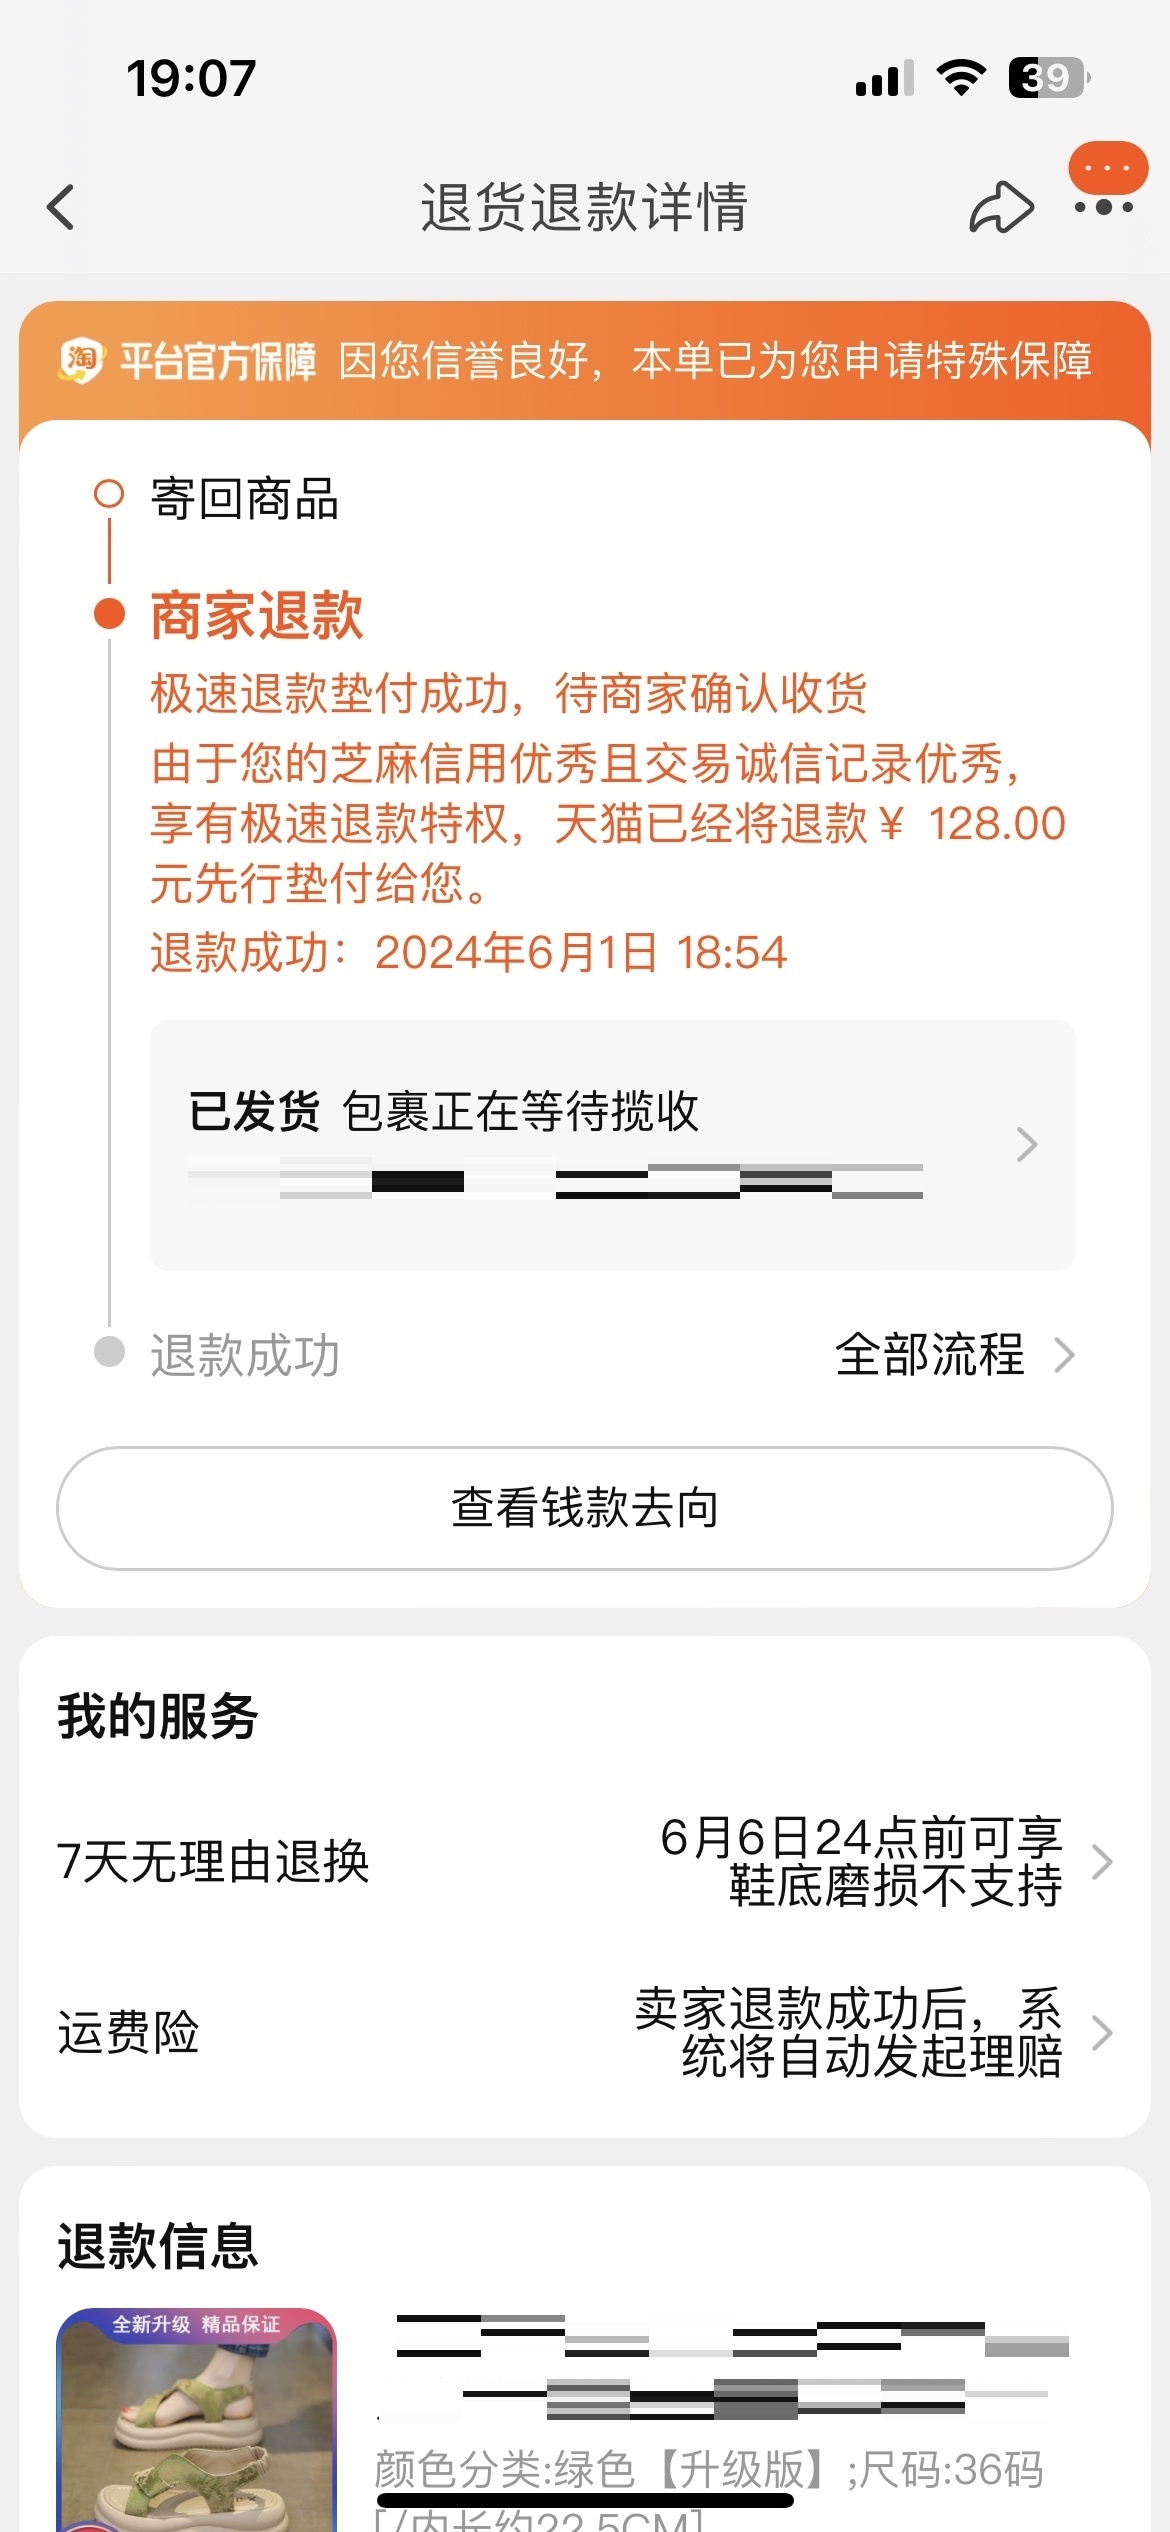 19:07
39
退货退款详情
淘 平台官方保障 因您信誉良好，本单已为您申请特殊保障
寄回商品
商家退款
极速退款垫付成功，待商家确认收货
由于您的芝麻信用优秀且交易诚信记录优秀，
享有极速退款特权，天猫已经将退款￥ 128.00
元先行垫付给您。
退款成功：2024年6月1日 18:54
已发货 包裹正在等待揽收
退款成功
全部流程
查看钱款去向
我的服务
7天无理由退换
6月6日24点前可享
鞋底磨损不支持
运费险
卖家退款成功后，系
统将自动发起理赔
退款信息
全新升级 精品保证
颜色分类:绿色【升级版】;尺码:36码
[/内长约22.5CM]